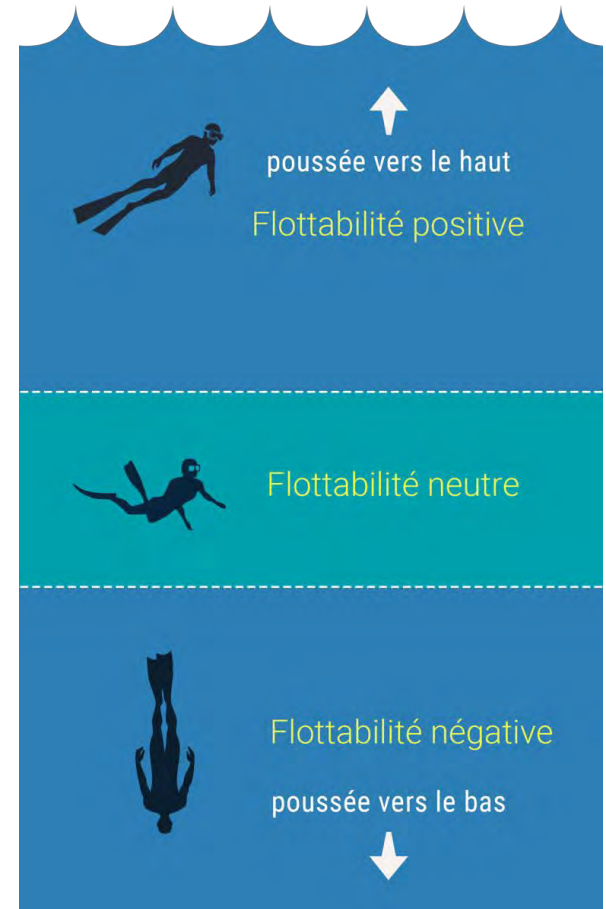 poussée vers le haut
Flottabilité positive
Flottabilité neutre
Flottabilité négative
poussée vers le bas